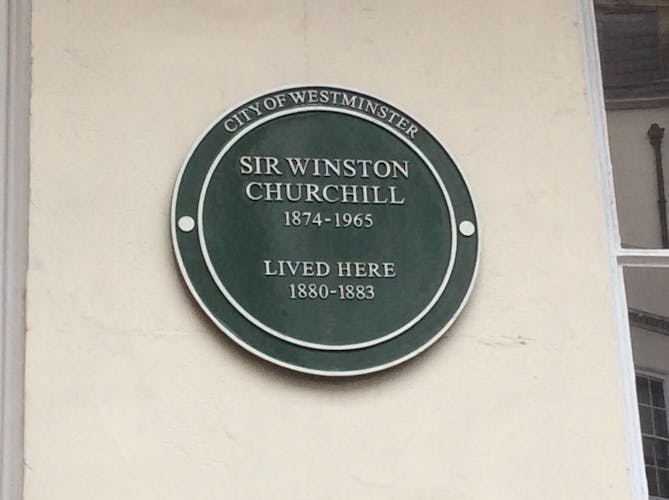 CITY OF WESTMINSTER
SIR WINSTON
CHURCHILL
1874-1965
LIVED HERE
1880-1883